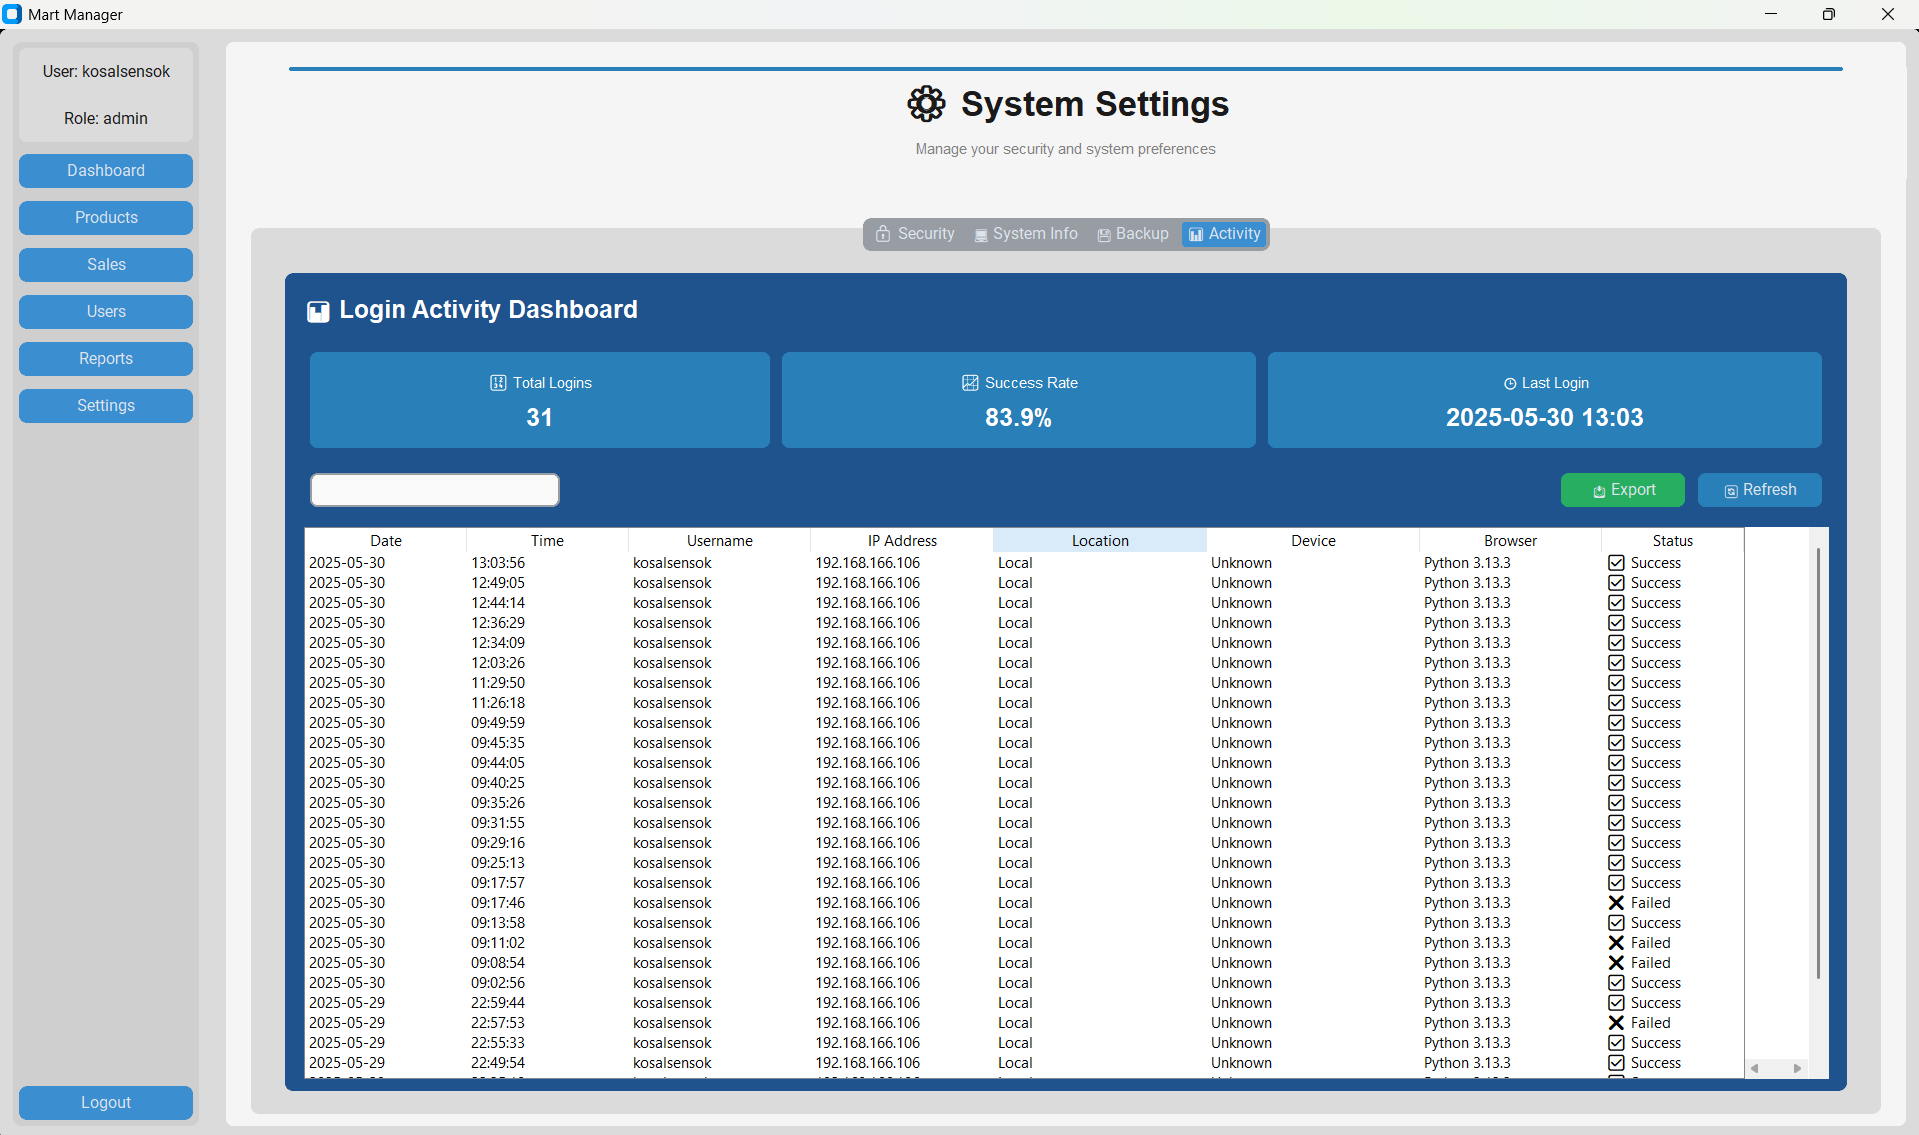 Mart Manager
User: kosalsensok
Role: admin
Dashboard
Products
Sales
Users
Reports
Settings
Logout
System Settings
Manage your security and system preferences
Security System Info Backup Activity
Login Activity Dashboard
Total Logins
31
Success Rate
83.9%
Last Login
2025-05-30 13:03
Export Refresh
Date Time Username IP Address Location Device Browser Status
2025-05-30 13:03:56 kosalsensok 192.168.166.106 Local Unknown Python 3.13.3 Success
2025-05-30 12:49:05 kosalsensok 192.168.166.106 Local Unknown Python 3.13.3 Success
2025-05-30 12:44:14 kosalsensok 192.168.166.106 Local Unknown Python 3.13.3 Success
2025-05-30 12:36:29 kosalsensok 192.168.166.106 Local Unknown Python 3.13.3 Success
2025-05-30 12:34:09 kosalsensok 192.168.166.106 Local Unknown Python 3.13.3 Success
2025-05-30 12:03:26 kosalsensok 192.168.166.106 Local Unknown Python 3.13.3 Success
2025-05-30 11:29:50 kosalsensok 192.168.166.106 Local Unknown Python 3.13.3 Success
2025-05-30 11:26:18 kosalsensok 192.168.166.106 Local Unknown Python 3.13.3 Success
2025-05-30 09:49:59 kosalsensok 192.168.166.106 Local Unknown Python 3.13.3 Success
2025-05-30 09:45:35 kosalsensok 192.168.166.106 Local Unknown Python 3.13.3 Success
2025-05-30 09:44:05 kosalsensok 192.168.166.106 Local Unknown Python 3.13.3 Success
2025-05-30 09:40:25 kosalsensok 192.168.166.106 Local Unknown Python 3.13.3 Success
2025-05-30 09:35:26 kosalsensok 192.168.166.106 Local Unknown Python 3.13.3 Success
2025-05-30 09:31:55 kosalsensok 192.168.166.106 Local Unknown Python 3.13.3 Success
2025-05-30 09:29:16 kosalsensok 192.168.166.106 Local Unknown Python 3.13.3 Success
2025-05-30 09:25:13 kosalsensok 192.168.166.106 Local Unknown Python 3.13.3 Success
2025-05-30 09:17:57 kosalsensok 192.168.166.106 Local Unknown Python 3.13.3 Success
2025-05-30 09:17:46 kosalsensok 192.168.166.106 Local Unknown Python 3.13.3 Failed
2025-05-30 09:13:58 kosalsensok 192.168.166.106 Local Unknown Python 3.13.3 Success
2025-05-30 09:11:02 kosalsensok 192.168.166.106 Local Unknown Python 3.13.3 Failed
2025-05-30 09:08:54 kosalsensok 192.168.166.106 Local Unknown Python 3.13.3 Failed
2025-05-30 09:02:56 kosalsensok 192.168.166.106 Local Unknown Python 3.13.3 Success
2025-05-29 22:59:44 kosalsensok 192.168.166.106 Local Unknown Python 3.13.3 Success
2025-05-29 22:57:53 kosalsensok 192.168.166.106 Local Unknown Python 3.13.3 Failed
2025-05-29 22:55:33 kosalsensok 192.168.166.106 Local Unknown Python 3.13.3 Success
2025-05-29 22:49:54 kosalsensok 192.168.166.106 Local Unknown Python 3.13.3 Success